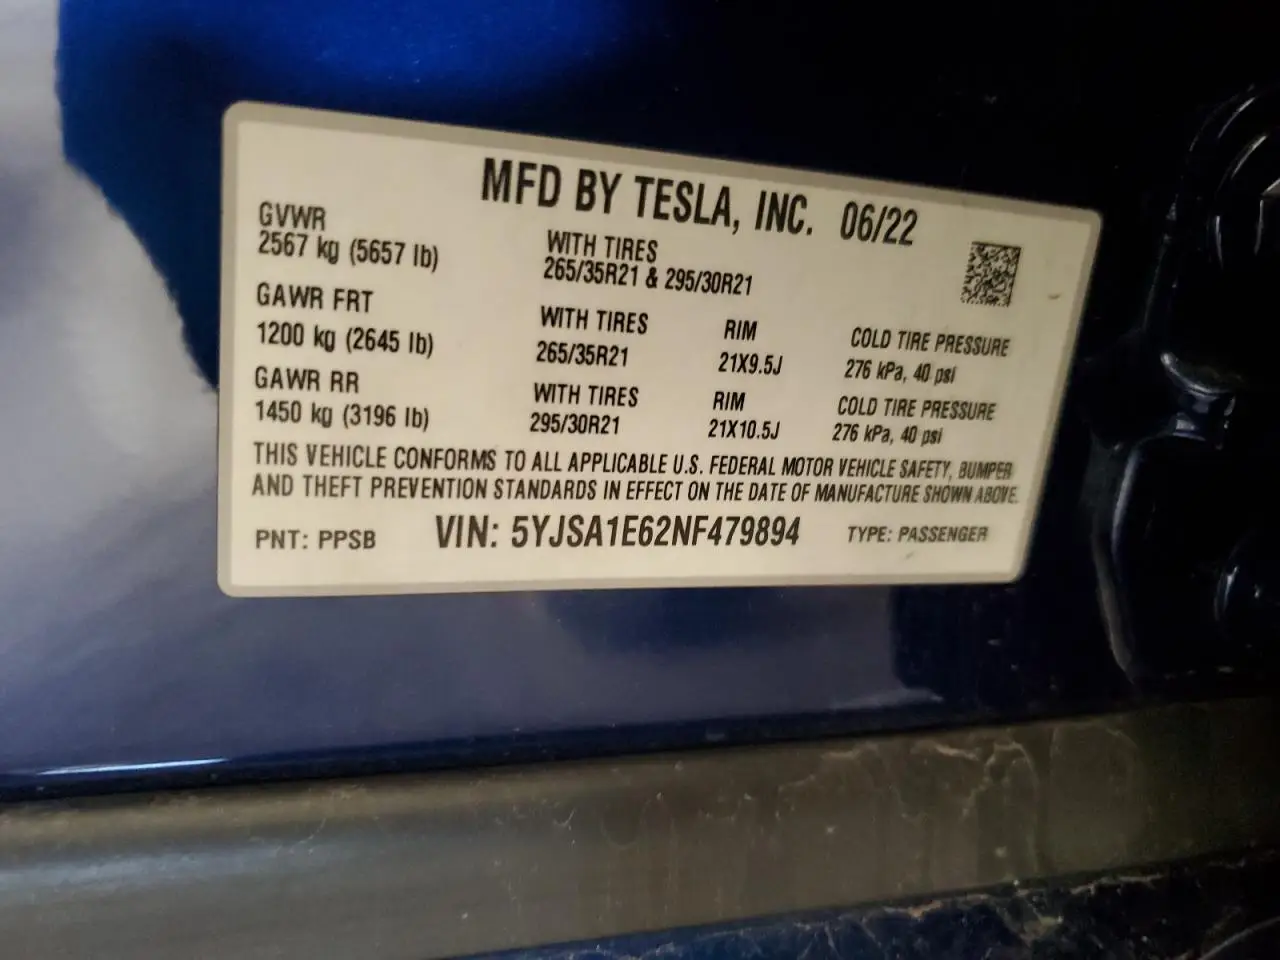 MFD BY TESLA, INC. 06/22
GVWR
2567 kg (5657 lb)
WITH TIRES
265/35R21 & 295/30R21
GAWR FRT
1200 kg (2645 lb)
WITH TIRES
265/35R21
RIM
21X9.5J
COLD TIRE PRESSURE
276 kPa, 40 psi
GAWR RR
1450 kg (3196 lb)
WITH TIRES
295/30R21
RIM
21X10.5J
COLD TIRE PRESSURE
276 kPa, 40 psi
THIS VEHICLE CONFORMS TO ALL APPLICABLE U.S. FEDERAL MOTOR VEHICLE SAFETY, BUMPER
AND THEFT PREVENTION STANDARDS IN EFFECT ON THE DATE OF MANUFACTURE SHOWN ABOVE.
PNT: PPSB VIN: 5YJSA1E62NF479894 TYPE: PASSENGER